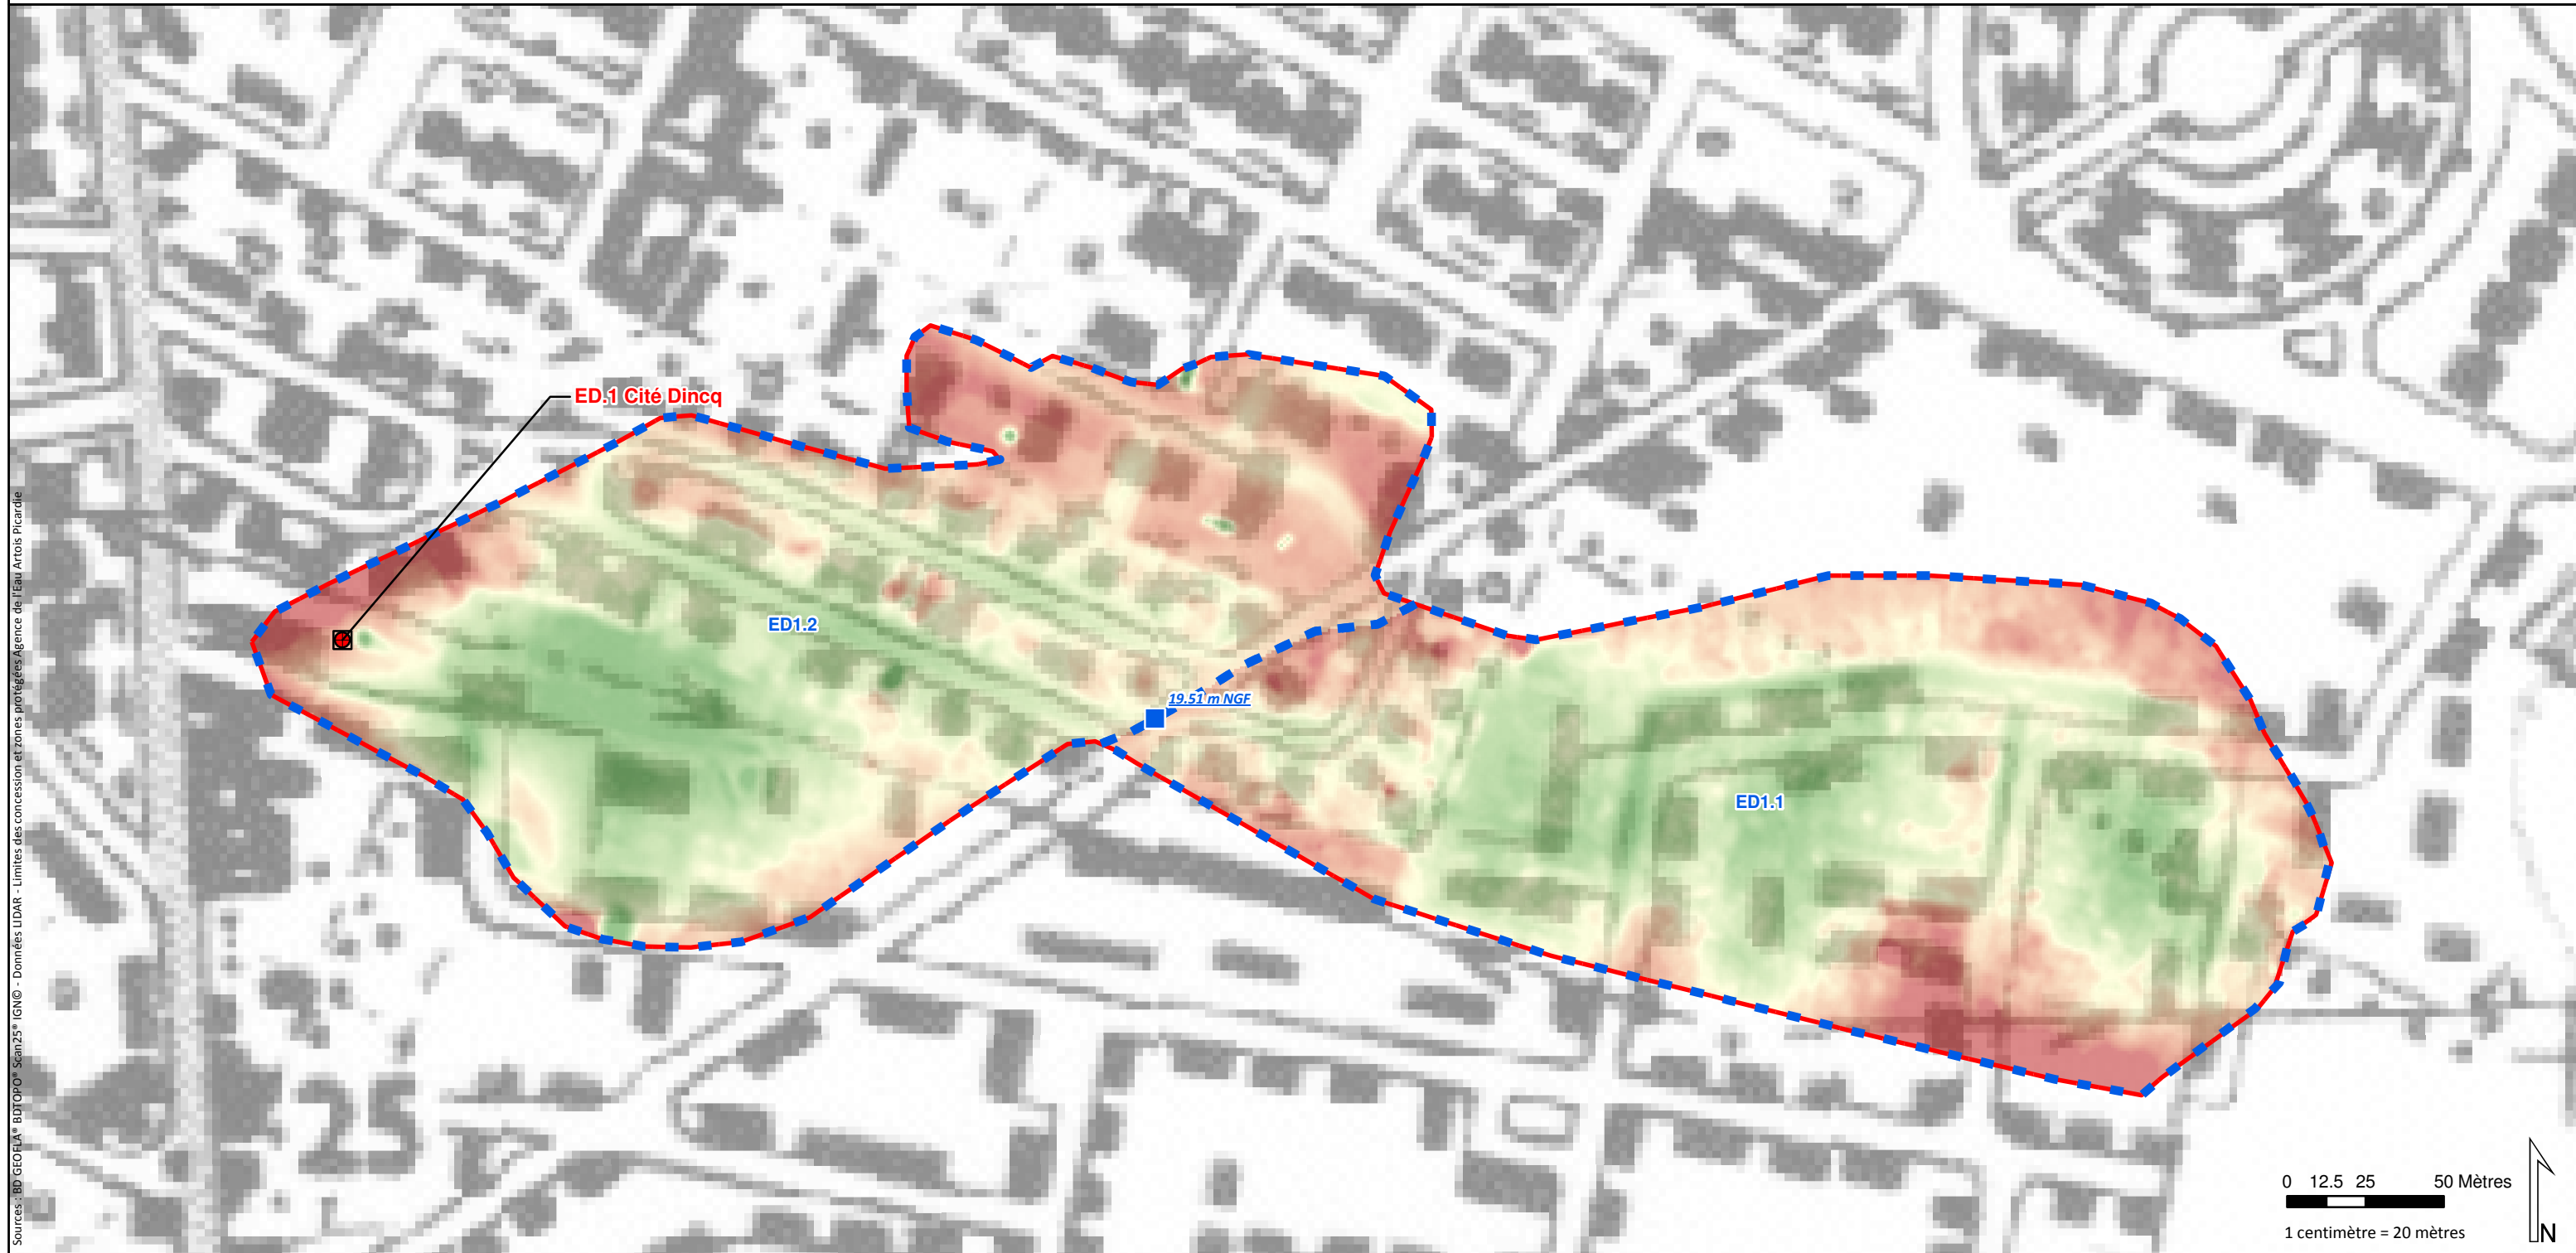 ED.1 Cité Dincq
ED1.2
19.51 m NGF
ED1.1
25
Sources : BD GEOFLA® BDTOPO® Scan25® IGN© - Données LIDAR - Limites des concession et zones protégées Agence de l'Eau Artois Picardie
0 12.5 25 50 Mètres
1 centimètre = 20 mètres
N